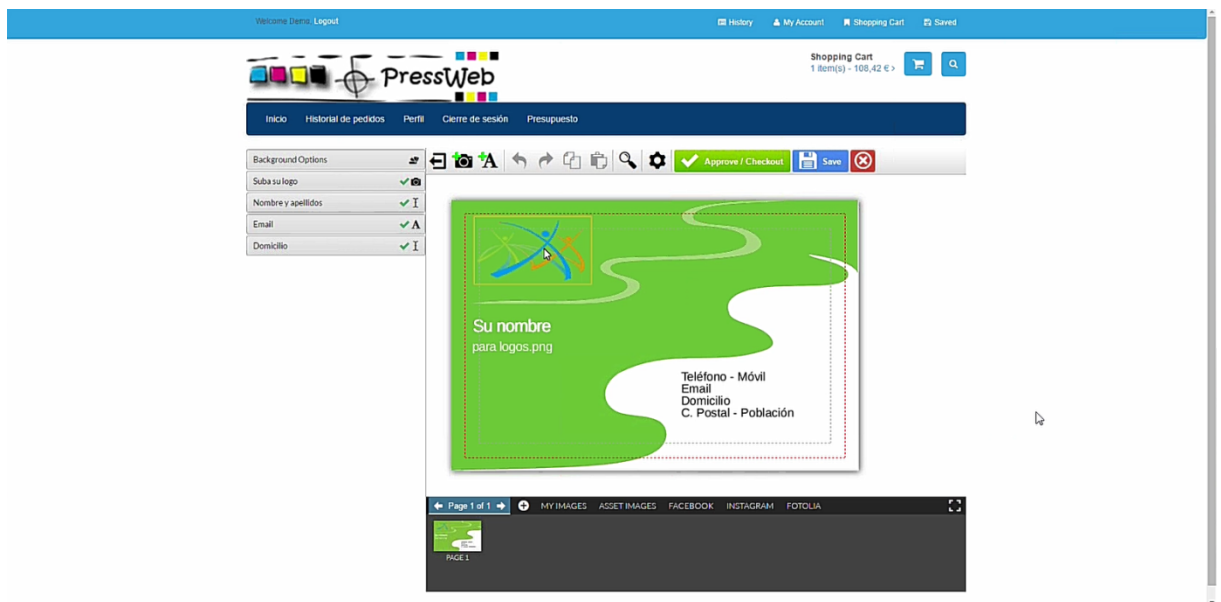 Welcome Demo, Logout
History My Account Shopping Cart Saved
PressWeb
Shopping Cart
1 item(s) - 108,42 € >
Inicio Historial de pedidos Perfil Cierre de sesión Presupuesto
Background Options
Suba su logo
Nombre y apellidos
Email
Domicilio
Approve / Checkout Save
Su nombre
para logos.png
Teléfono - Móvil
Email
Domicilio
C. Postal - Población
Page 1 of 1 MY IMAGES ASSET IMAGES FACEBOOK INSTAGRAM FOTOLIA
PAGE 1